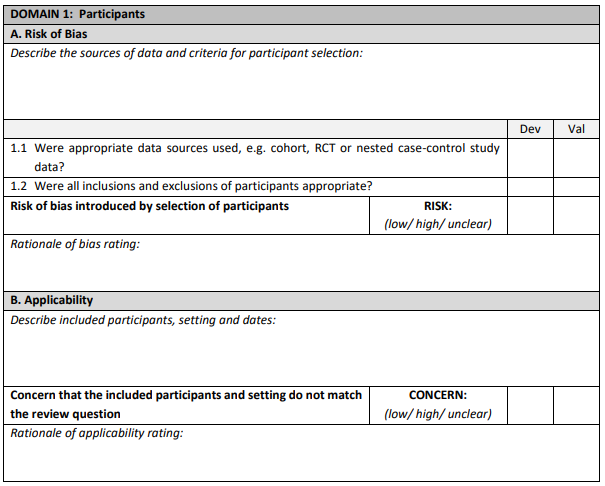 DOMAIN 1: Participants
A. Risk of Bias
Describe the sources of data and criteria for participant selection:
Dev Val
1.1 Were appropriate data sources used, e.g. cohort, RCT or nested case-control study
data?
1.2 Were all inclusions and exclusions of participants appropriate?
Risk of bias introduced by selection of participants RISK:
(low/ high/ unclear)
Rationale of bias rating:
B. Applicability
Describe included participants, setting and dates:
Concern that the included participants and setting do not match CONCERN:
the review question (low/ high/ unclear)
Rationale of applicability rating: